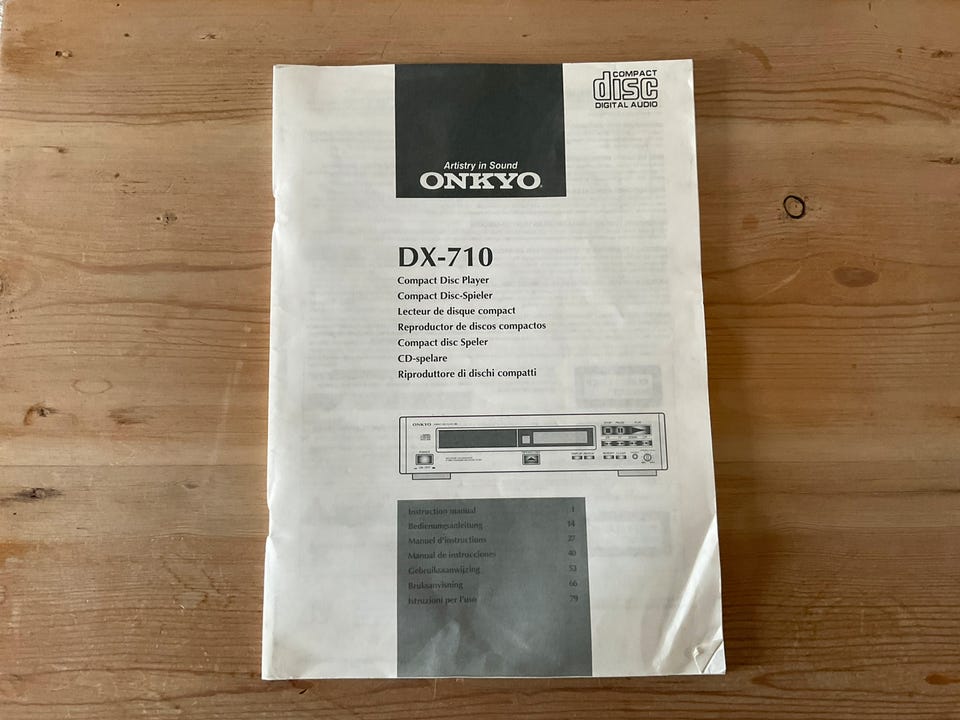 COMPACT
disc
DIGITAL AUDIO
Artistry in Sound
ONKYO
DX-710
Compact Disc Player
Compact Disc-Spieler
Lecteur de disque compact
Reproductor de discos compactos
Compact disc Speler
CD-spelare
Riproduttore di dischi compatti
ONKYO
Instruction manual 1
Bedienungsanleitung 14
Manuel d'instructions 27
Manual de instrucciones 40
Gebruiksaanwijzing 53
Bruksanvisning 66
Istruzioni per l'uso 79